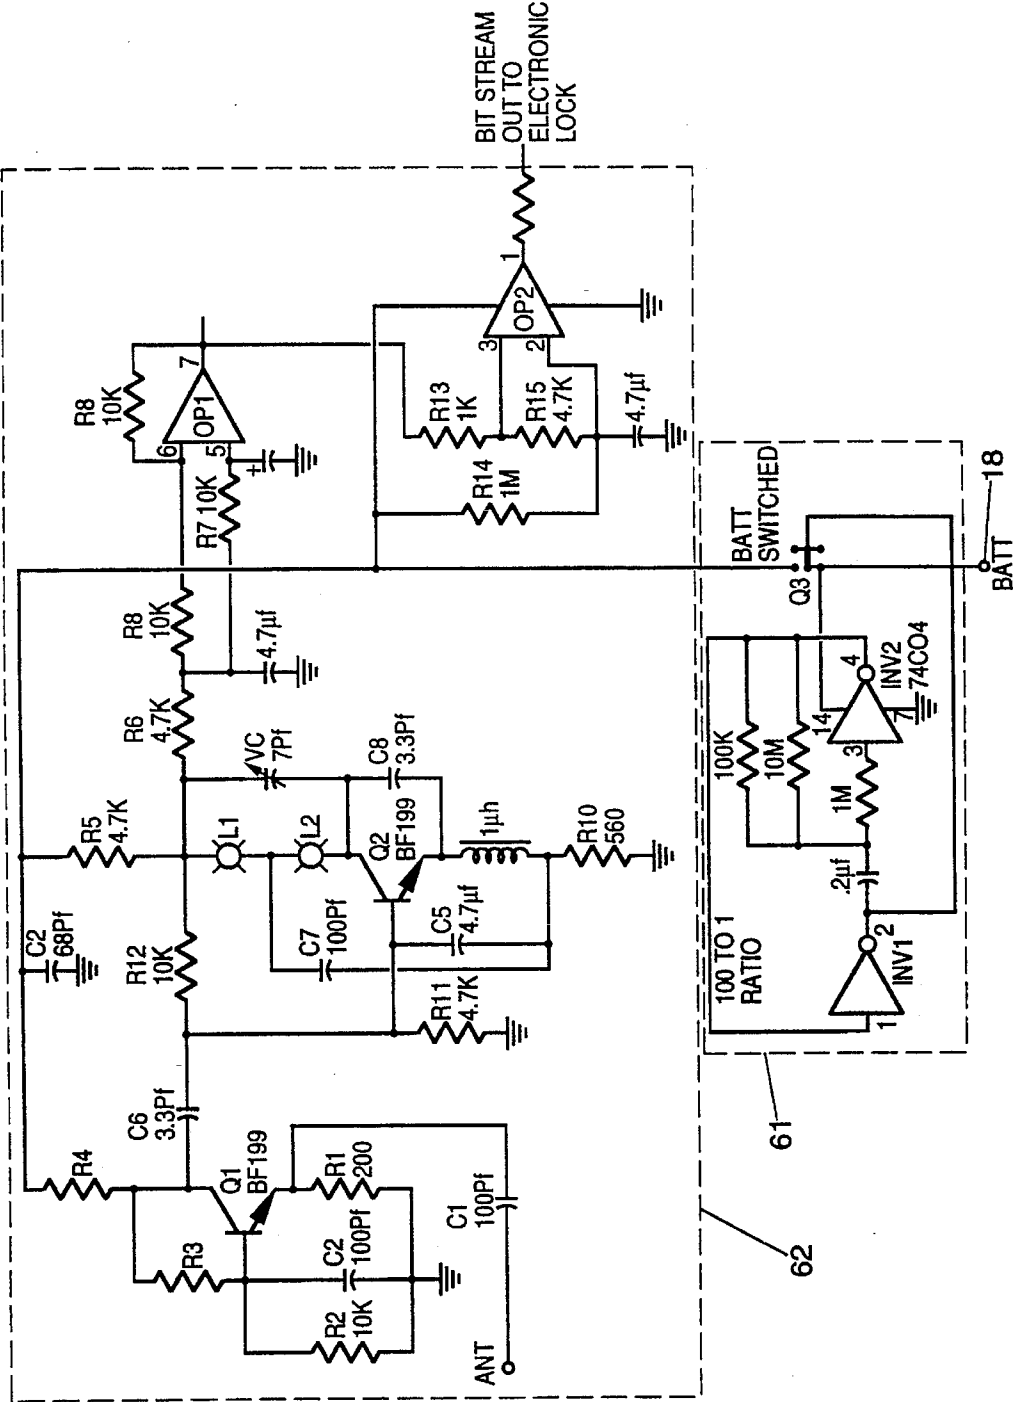 BIT STREAM
OUT TO
ELECTRONIC
LOCK
R4
C2
68Pf
R5
4.7K
R3
Q1
BF199
C6
3.3Pf
R12
10K
L1
L2
R6
4.7K
VC
7Pf
4.7µf
R8
10K
R7 10K
R8
10K
6
5
+
7
OP1
R2
10K
C2
100Pf
R1
200
C1
100Pf
ANT
R11
4.7K
C7
100Pf
C5
4.7µf
Q2
BF199
C8
3.3Pf
1µh
R10
560
R14
1M
R13
1K
R15
4.7K
4.7µf
3
2
1
OP2
100 TO 1
RATIO
1
2
INV1
.2µf
100K
10M
1M
3
14
4
7
INV2
74CO4
Q3
BATT
SWITCHED
BATT
18
61
62